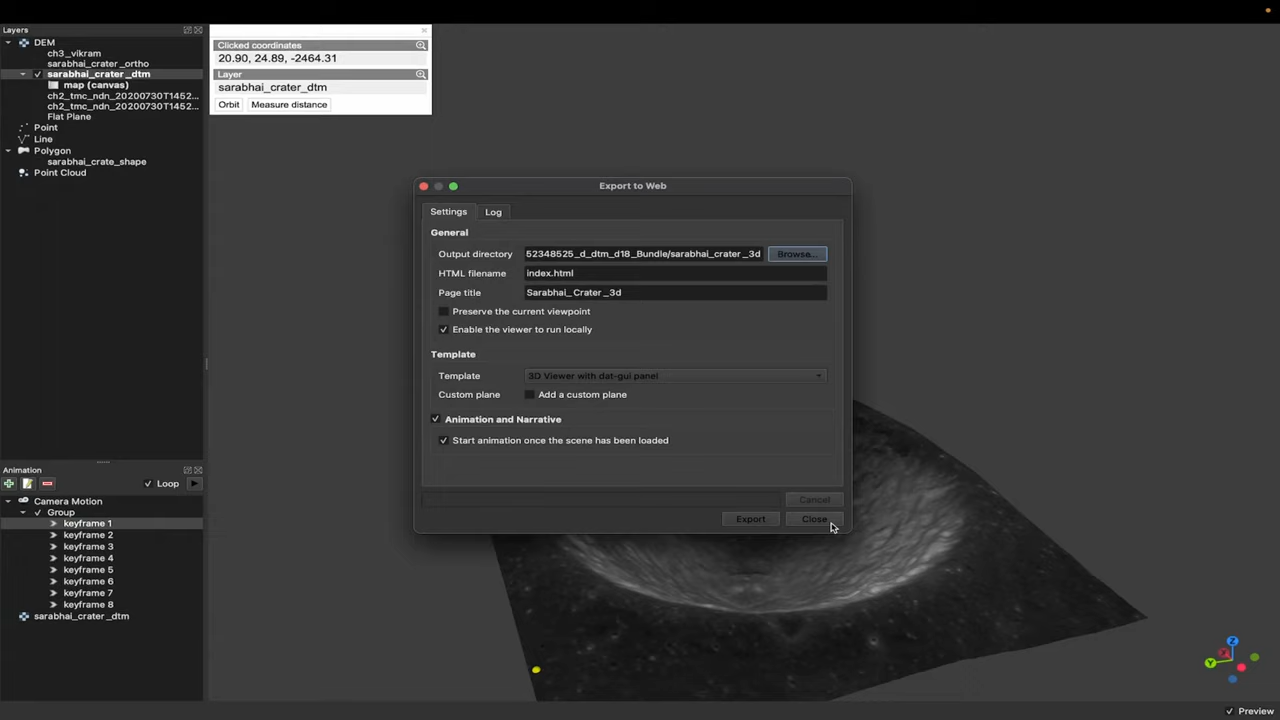 Layers
DEM
ch3_vikram
sarabhai_crater_ortho
sarabhai_crater_dtm
map (canvas)
ch2_tmc_ndn_20200730T1452...
ch2_tmc_ndn_20200730T1452...
Flat Plane
Point
Line
Polygon
sarabhai_crate_shape
Point Cloud
Clicked coordinates
20.90, 24.89, -2464.31
Layer
sarabhai_crater_dtm
Orbit Measure distance
Export to Web
Settings Log
General
Output directory 52348525_d_dtm_d18_Bundle/sarabhai_crater_3d Browse...
HTML filename index.html
Page title Sarabhai_Crater_3d
Preserve the current viewpoint
Enable the viewer to run locally
Template
Template 3D Viewer with dat-gui panel
Custom plane Add a custom plane
Animation and Narrative
Start animation once the scene has been loaded
Cancel
Export Close
Animation
Loop
Camera Motion
Group
keyframe 1
keyframe 2
keyframe 3
keyframe 4
keyframe 5
keyframe 6
keyframe 7
keyframe 8
sarabhai_crater_dtm
Z
X
Y
Preview